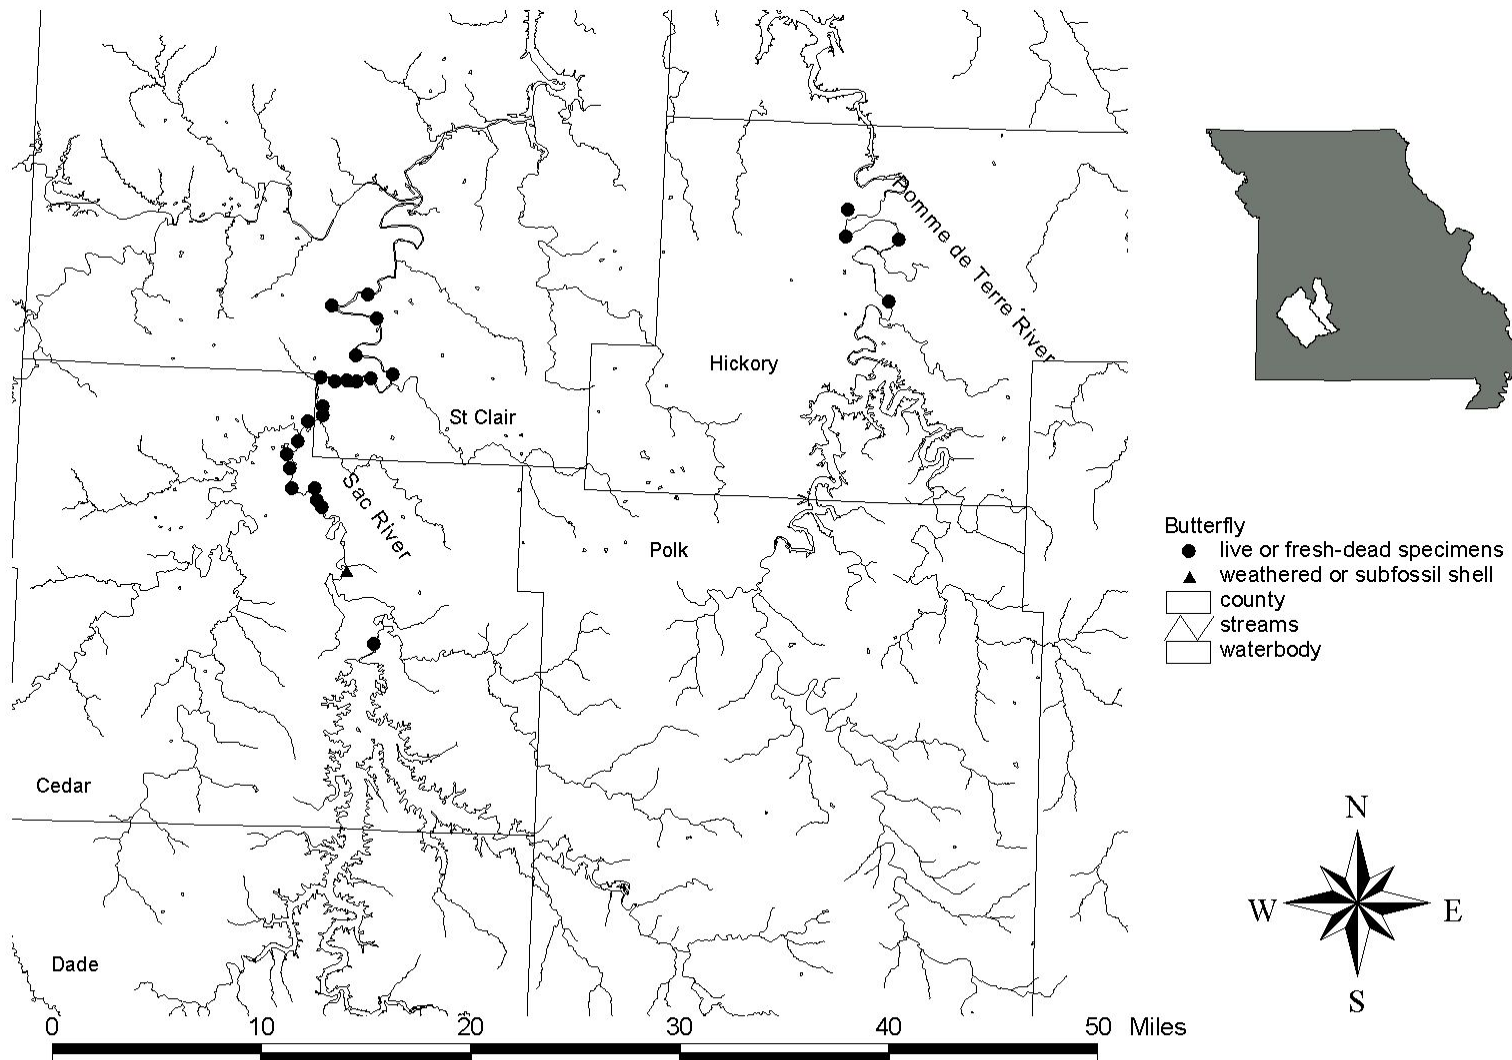 Pomme de Terre River
Hickory
St Clair
Sac River
Polk
Cedar
Dade
0 10 20 30 40 50 Miles
Butterfly
live or fresh-dead specimens
weathered or subfossil shell
county
streams
waterbody
N
W E
S